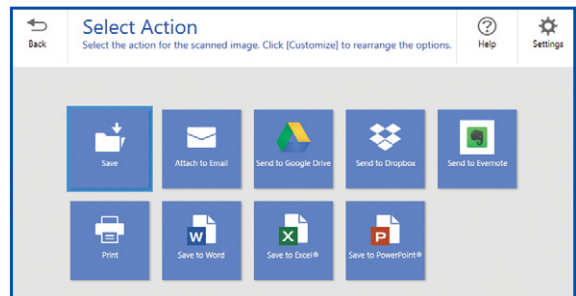 Back
Select Action
Select the action for the scanned image. Click [Customize] to rearrange the options.
Help
Settings
Save
Attach to Email
Send to Google Drive
Send to Dropbox
Send to Evernote
Print
W
Save to Word
X
Save to Excel®
P
Save to PowerPoint®